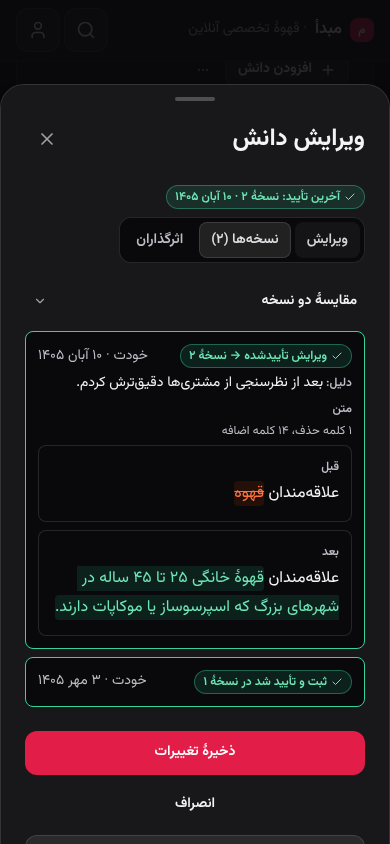 م
مبدأ · قهوهٔ تخصصی آنلاین
افزودن دانش
...
ویرایش دانش
آخرین تأیید: نسخهٔ ۲ · ۱۰ آبان ۱۴۰۵
ویرایش
نسخه‌ها (۲)
اثرگذاران
مقایسهٔ دو نسخه
ویرایش تأییدشده → نسخهٔ ۲
خودت · ۱۰ آبان ۱۴۰۵
دلیل: بعد از نظرسنجی از مشتری‌ها دقیق‌ترش کردم.
متن
۱ کلمه حذف، ۱۴ کلمه اضافه
قبل
علاقه‌مندان قهوه
بعد
علاقه‌مندان قهوهٔ خانگی ۲۵ تا ۴۵ ساله در
شهرهای بزرگ که اسپرسوساز یا موکاپات دارند.
ثبت و تأیید شد در نسخهٔ ۱
خودت · ۳ مهر ۱۴۰۵
ذخیرهٔ تغییرات
انصراف